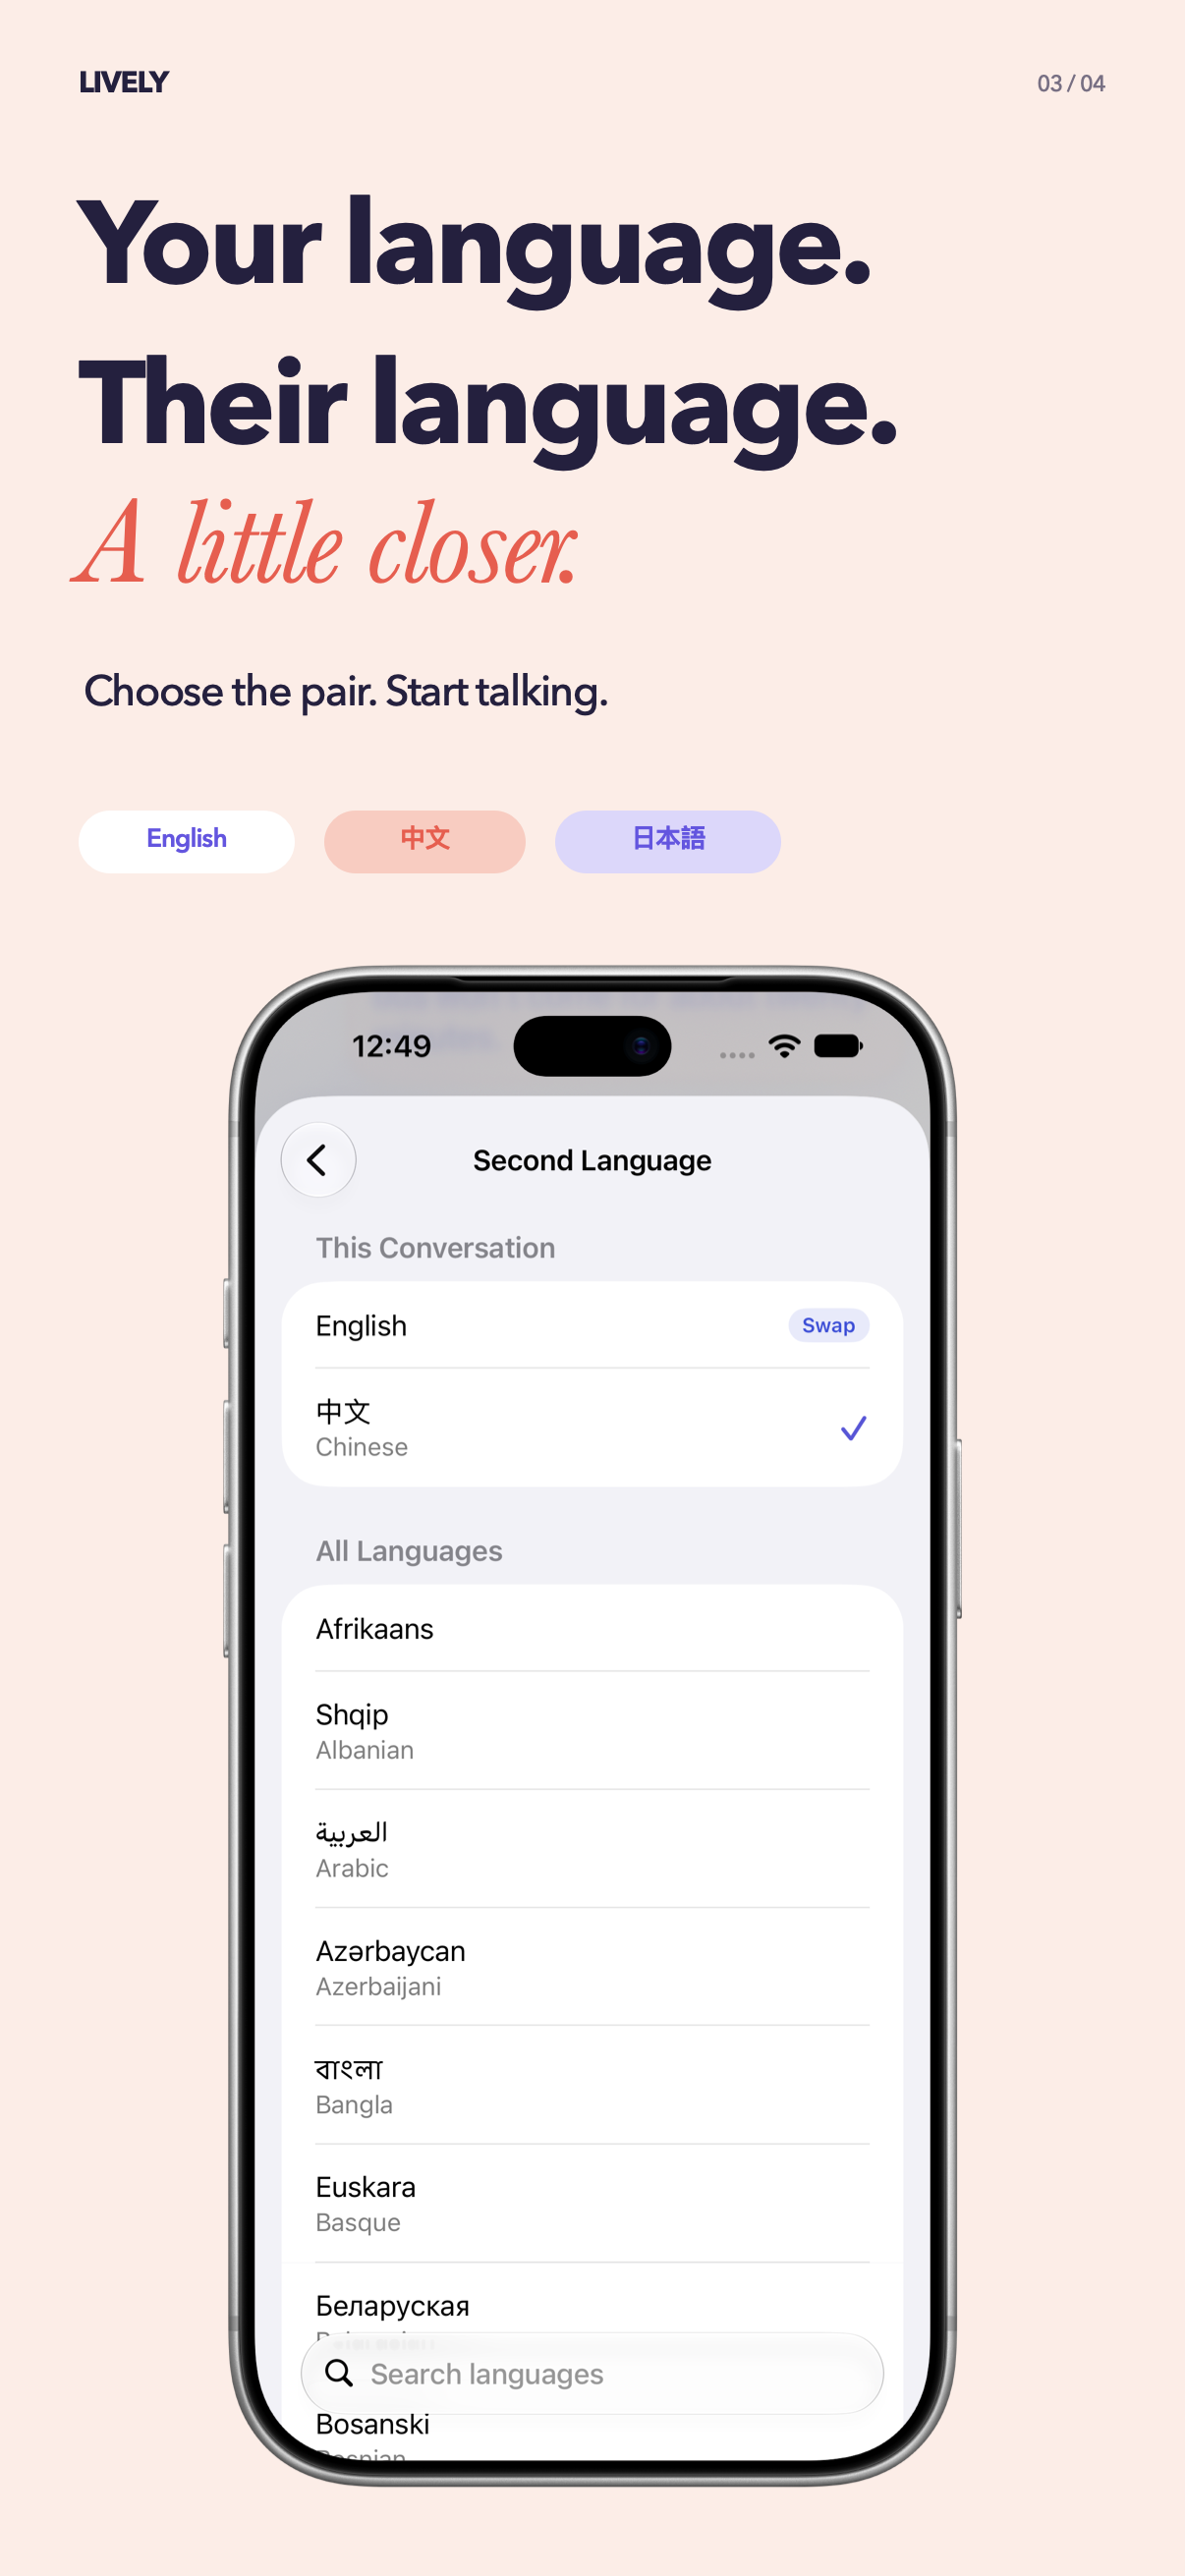 LIVELY
03 / 04
Your language.
Their language.
A little closer.
Choose the pair. Start talking.
English
中文
日本語
12:49
Second Language
This Conversation
English
Swap
中文
Chinese
All Languages
Afrikaans
Shqip
Albanian
العربية
Arabic
Azərbaycan
Azerbaijani
বাংলা
Bangla
Euskara
Basque
Беларуская
Search languages
Bosanski
Bosnian